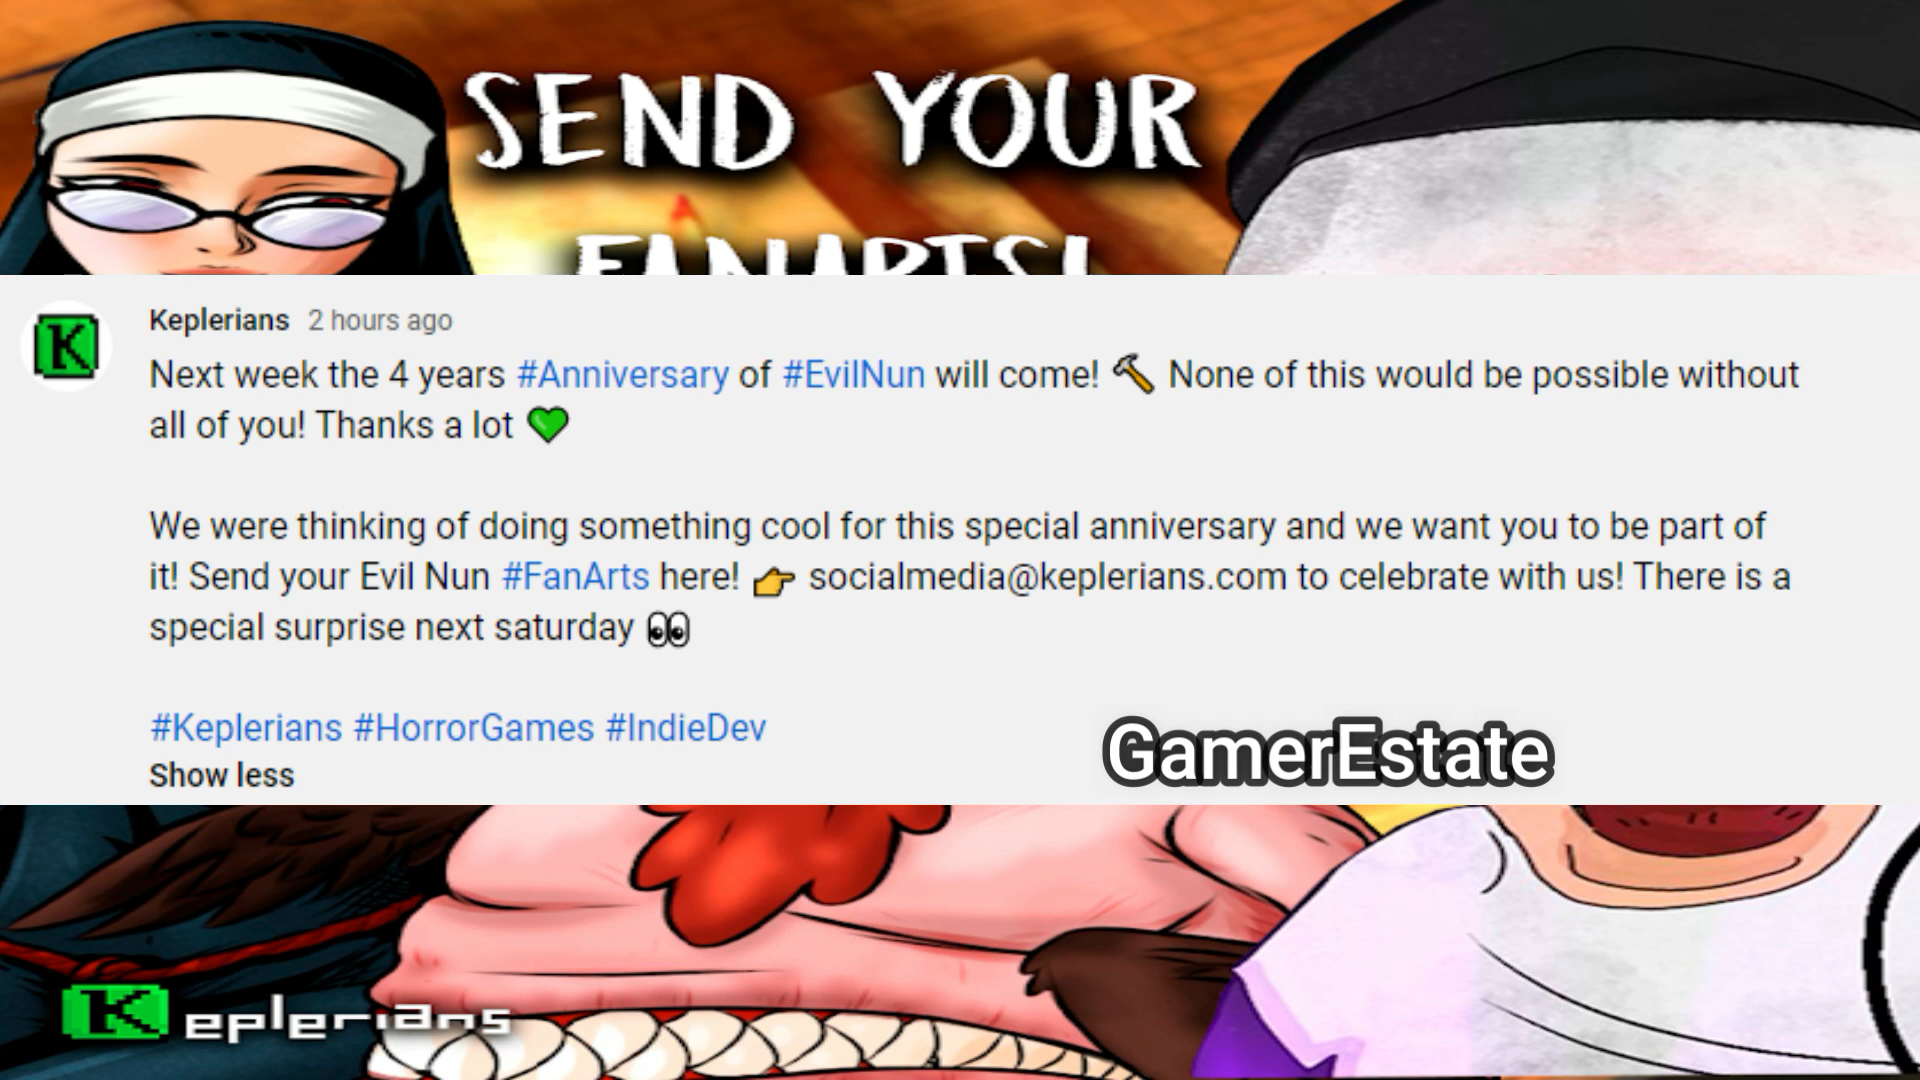 SEND YOUR
FANARTS!
Keplerians 2 hours ago
Next week the 4 years #Anniversary of #EvilNun will come! 🔨 None of this would be possible without
all of you! Thanks a lot 💚
We were thinking of doing something cool for this special anniversary and we want you to be part of
it! Send your Evil Nun #FanArts here! 👉 socialmedia@keplerians.com to celebrate with us! There is a
special surprise next saturday 👀
#Keplerians #HorrorGames #IndieDev
GamerEstate
Show less
Keplerians